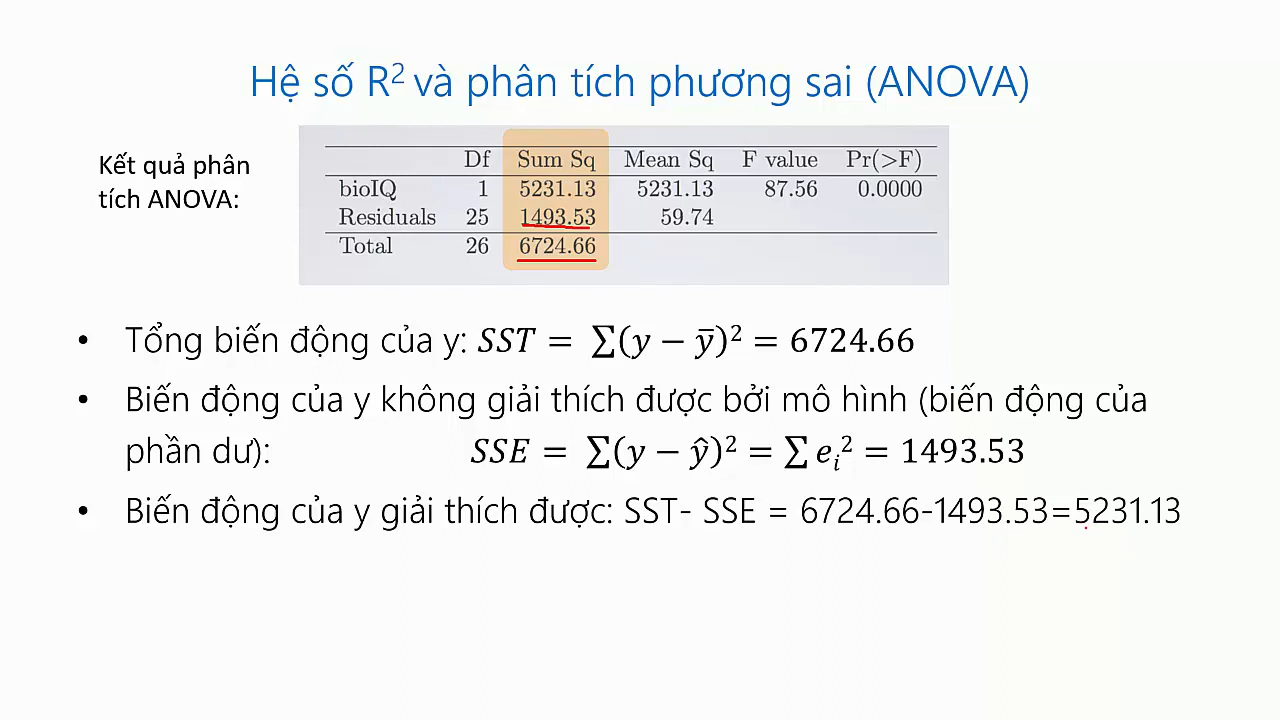 Hệ số R² và phân tích phương sai (ANOVA)
Kết quả phân
tích ANOVA:
Df Sum Sq Mean Sq F value Pr(>F)
bioIQ 1 5231.13 5231.13 87.56 0.0000
Residuals 25 1493.53 59.74
Total 26 6724.66
• Tổng biến động của y: SST = ∑(y − ȳ)² = 6724.66
• Biến động của y không giải thích được bởi mô hình (biến động của
phần dư): SSE = ∑(y − ŷ)² = ∑ eᵢ² = 1493.53
• Biến động của y giải thích được: SST- SSE = 6724.66-1493.53=5231.13